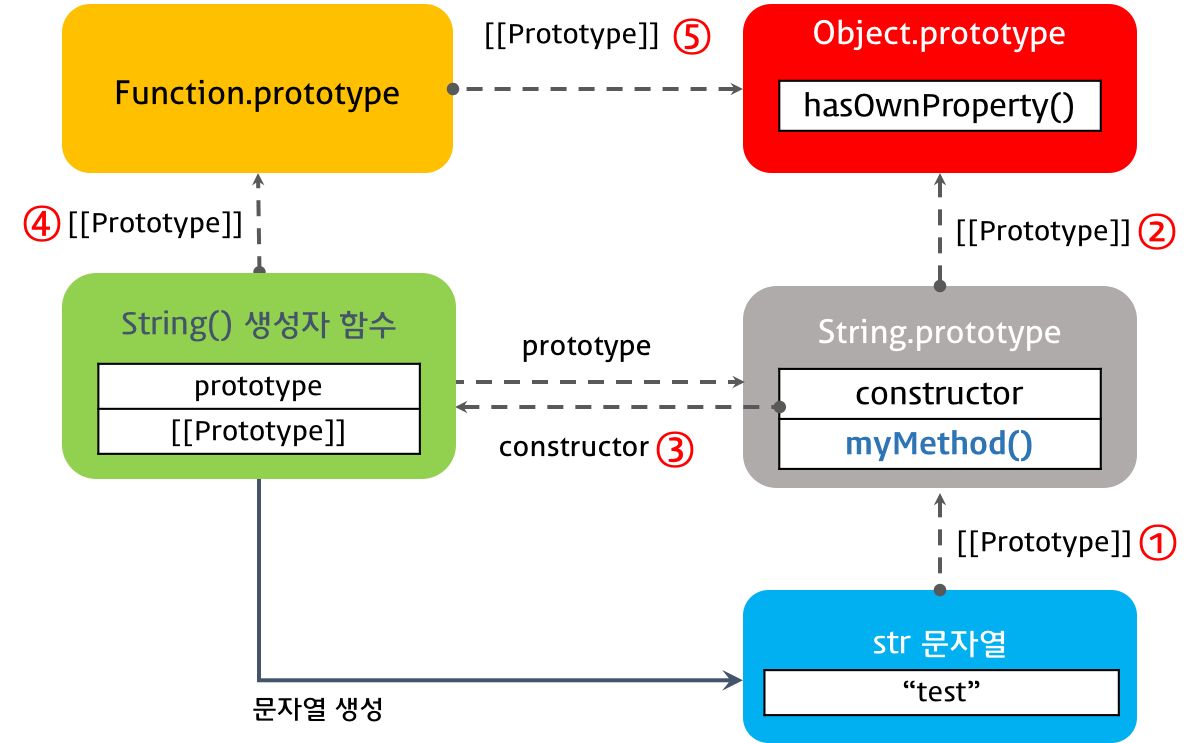 [[Prototype]] ⑤
Function.prototype
Object.prototype
hasOwnProperty()
④ [[Prototype]]
[[Prototype]] ②
String() 생성자 함수
prototype
[[Prototype]]
prototype
constructor ③
String.prototype
constructor
myMethod()
[[Prototype]] ①
str 문자열
“test”
문자열 생성